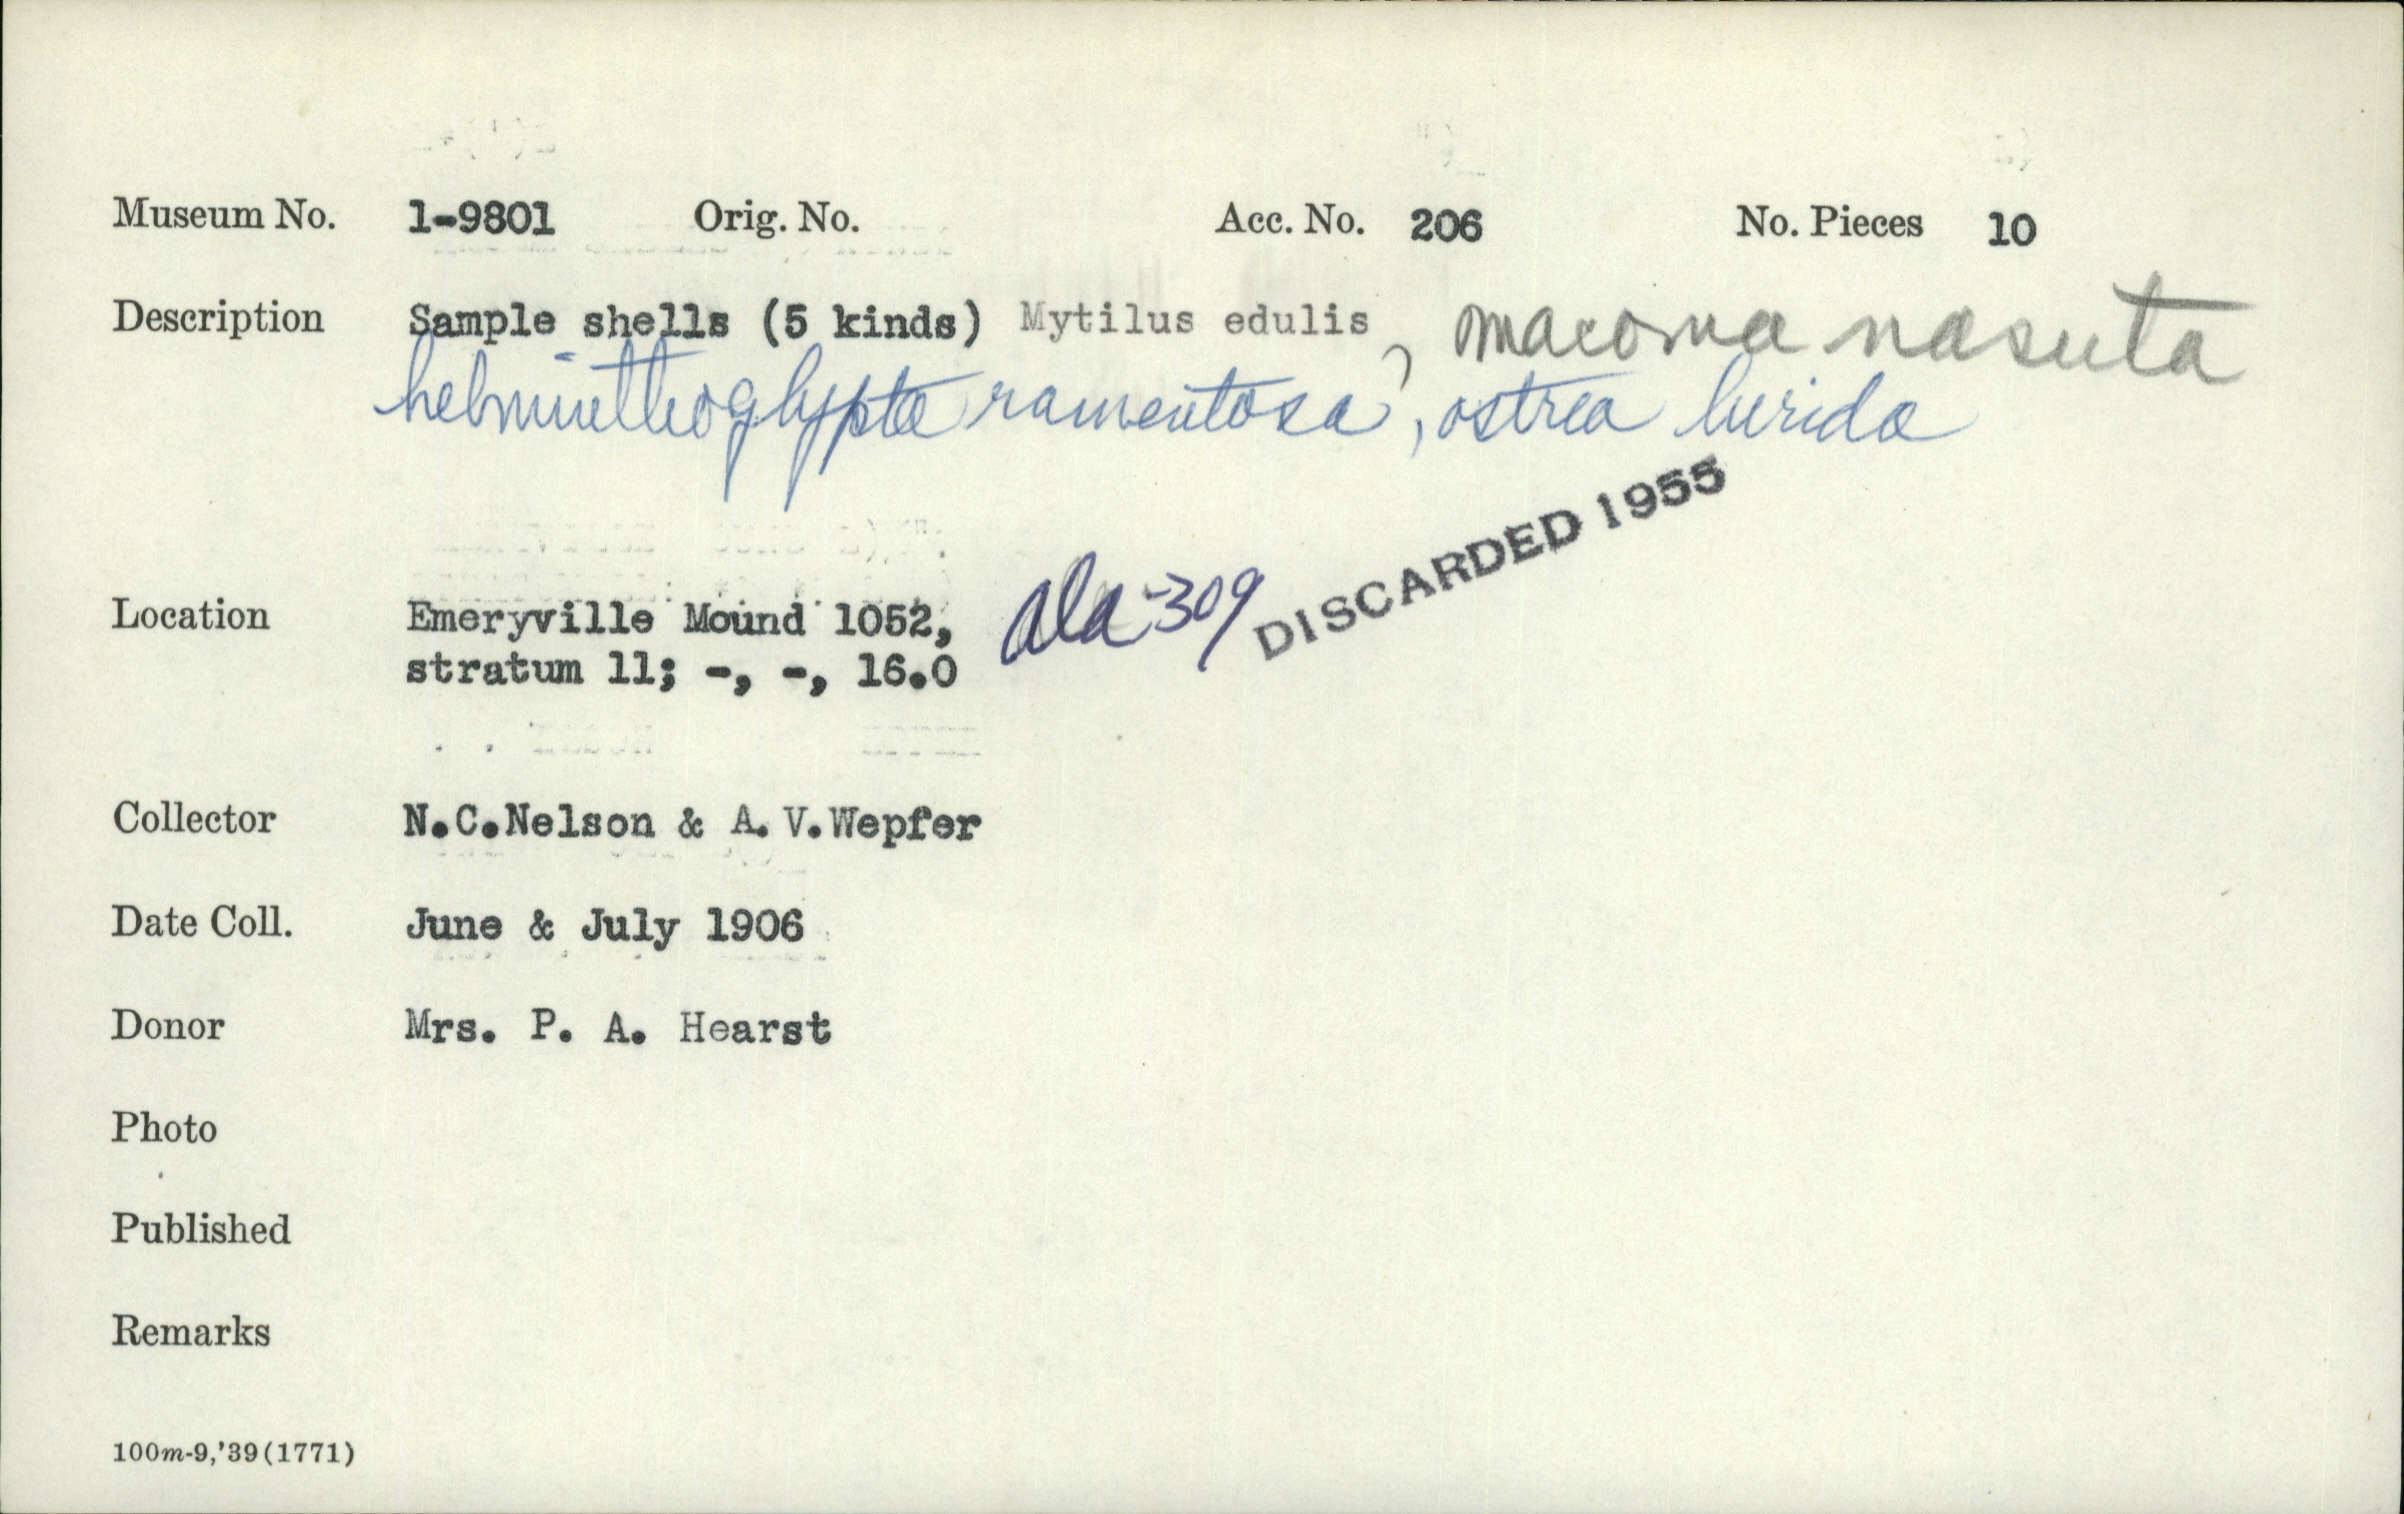 Museum No. 1-9801 Orig. No. Acc. No. 206 No. Pieces 10
Description Sample shells (5 kinds) Mytilus edulis, macoma nasuta
helminthoglypta ramentosa, ostrea lurida
DISCARDED 1955
Location Emeryville Mound 1052, Ala-309
stratum 11; -, -, 16.0
Collector N.C.Nelson & A.V.Wepfer
Date Coll. June & July 1906
Donor Mrs. P. A. Hearst
Photo
Published
Remarks
100m-9,'39(1771)